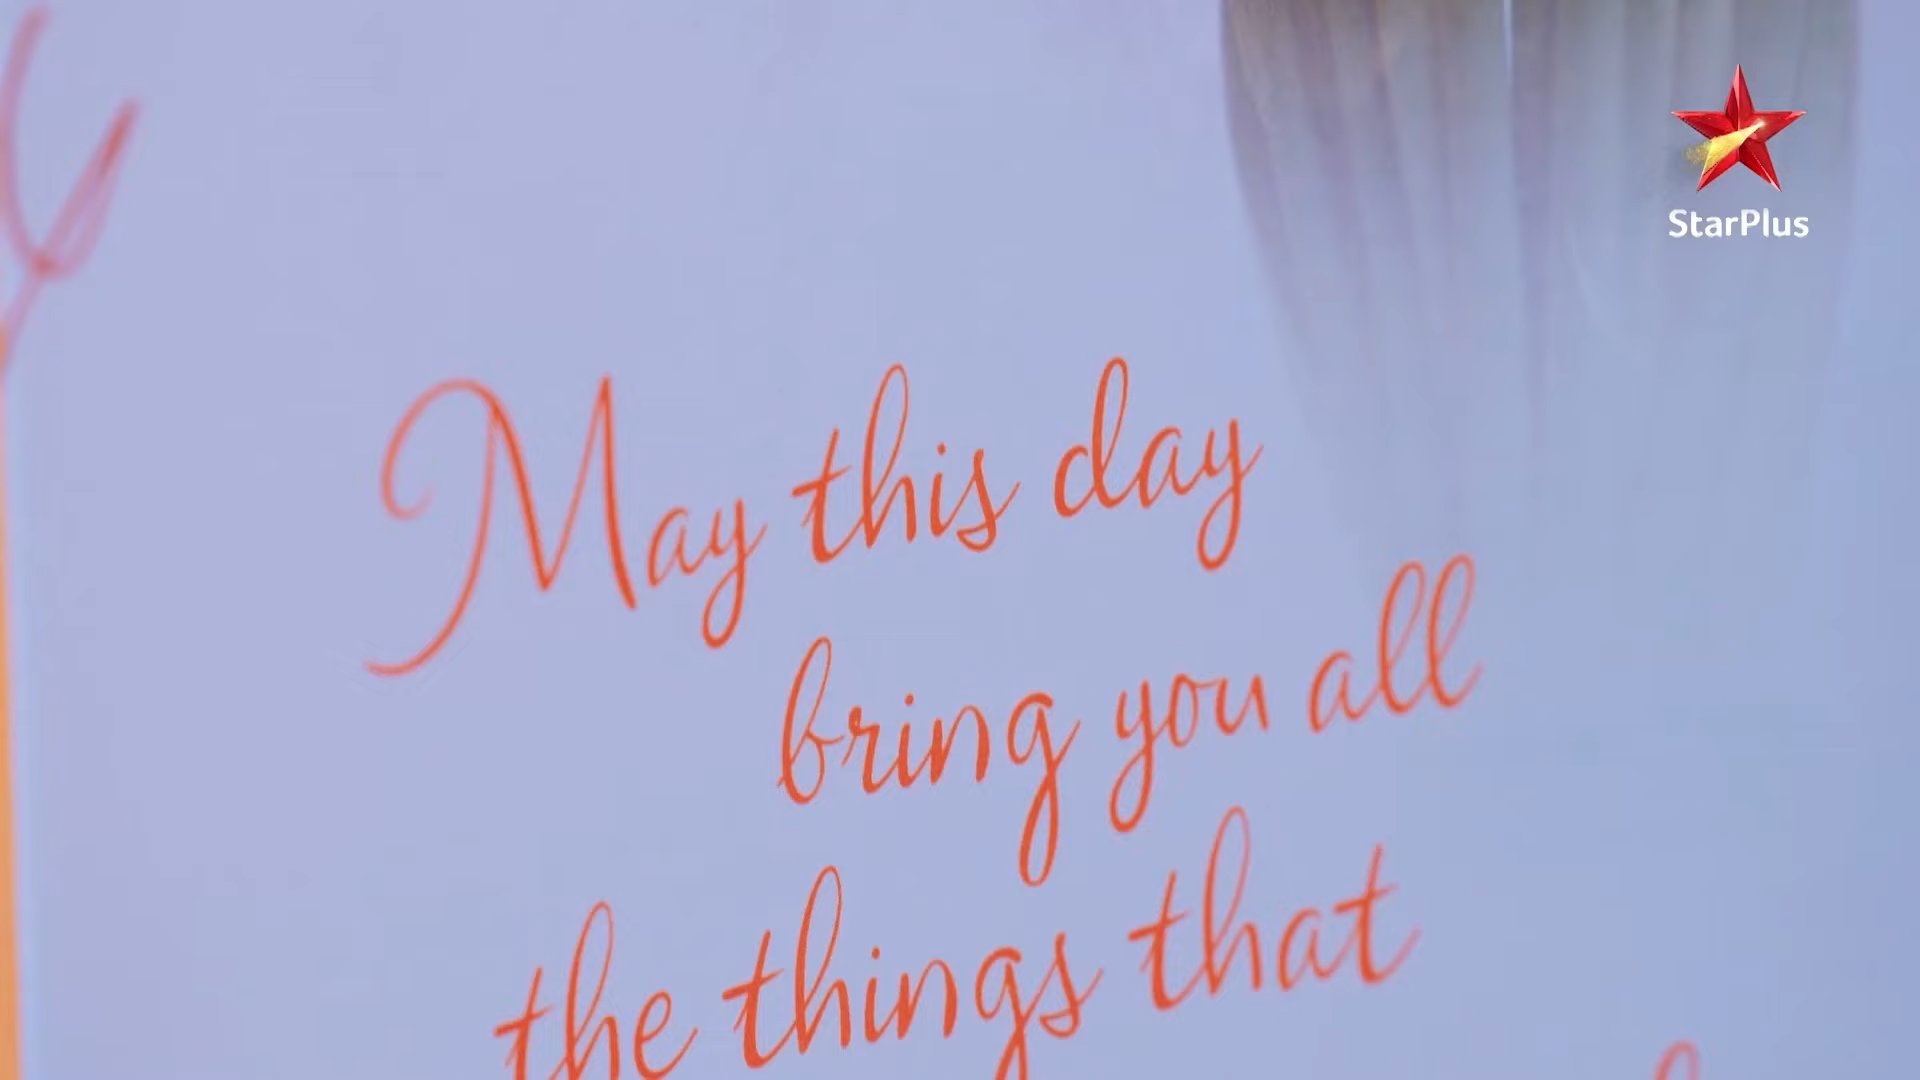 StarPlus
May this day
bring you all
the things that